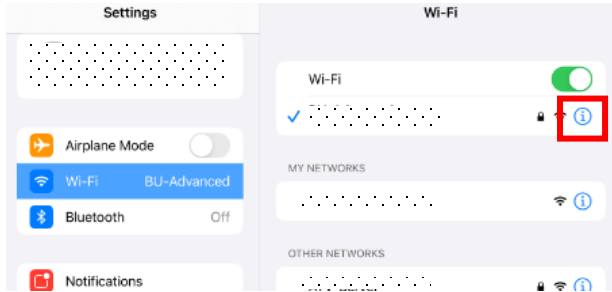 Settings
Wi-Fi
Airplane Mode
Wi-Fi BU-Advanced
Bluetooth Off
Notifications
Wi-Fi
MY NETWORKS
OTHER NETWORKS